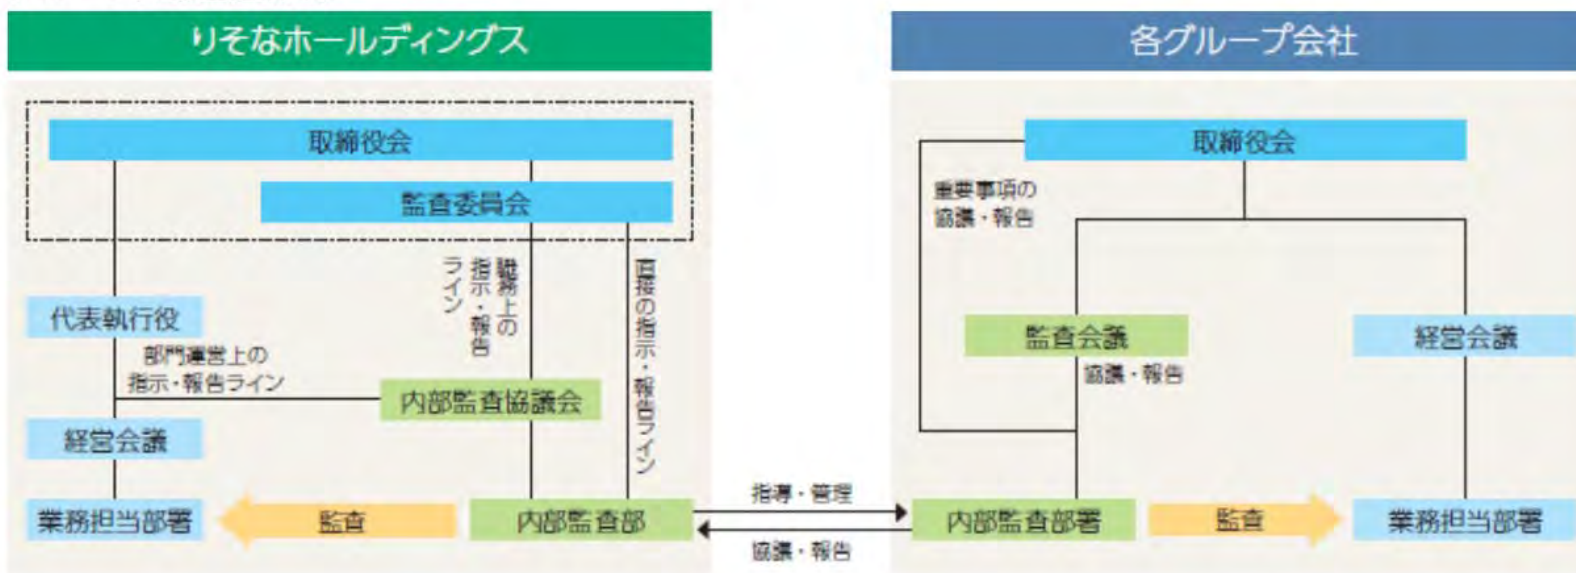 りそなホールディングス
取締役会
監査委員会
職務上の
指示・報告
ライン
直接の指示・報告ライン
代表執行役
部門運営上の
指示・報告ライン
内部監査協議会
経営会議
業務担当部署
監査
内部監査部
指導・管理
協議・報告
各グループ会社
取締役会
重要事項の
協議・報告
監査会議
協議・報告
経営会議
内部監査部署
監査
業務担当部署